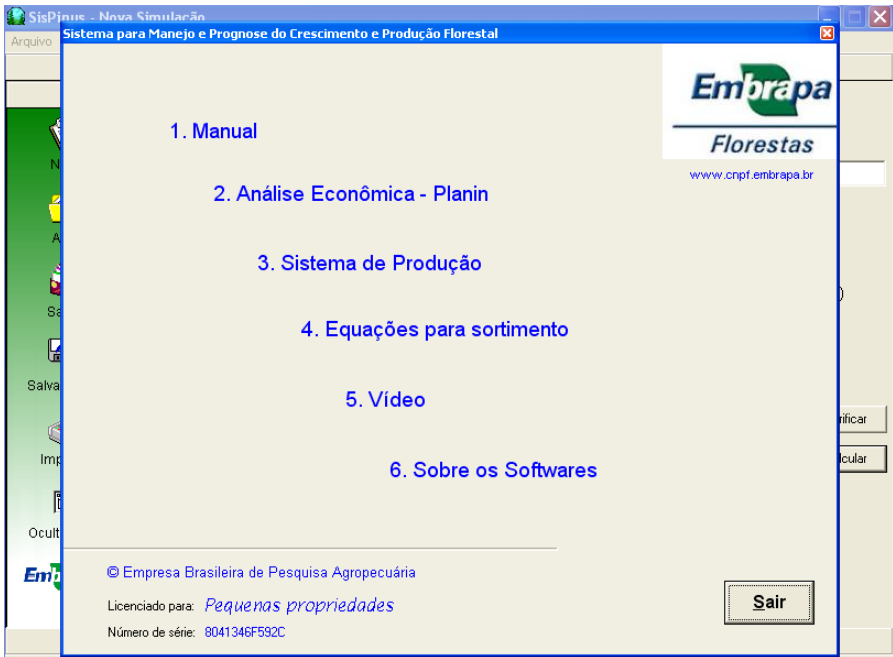 SisPinus - Nova Simulação
Arquivo
Sistema para Manejo e Prognose do Crescimento e Produção Florestal
Embrapa
Florestas
www.cnpf.embrapa.br
1. Manual
2. Análise Econômica - Planin
3. Sistema de Produção
4. Equações para sortimento
5. Vídeo
6. Sobre os Softwares
© Empresa Brasileira de Pesquisa Agropecuária
Licenciado para: Pequenas propriedades
Número de série: 8041346F592C
Sair